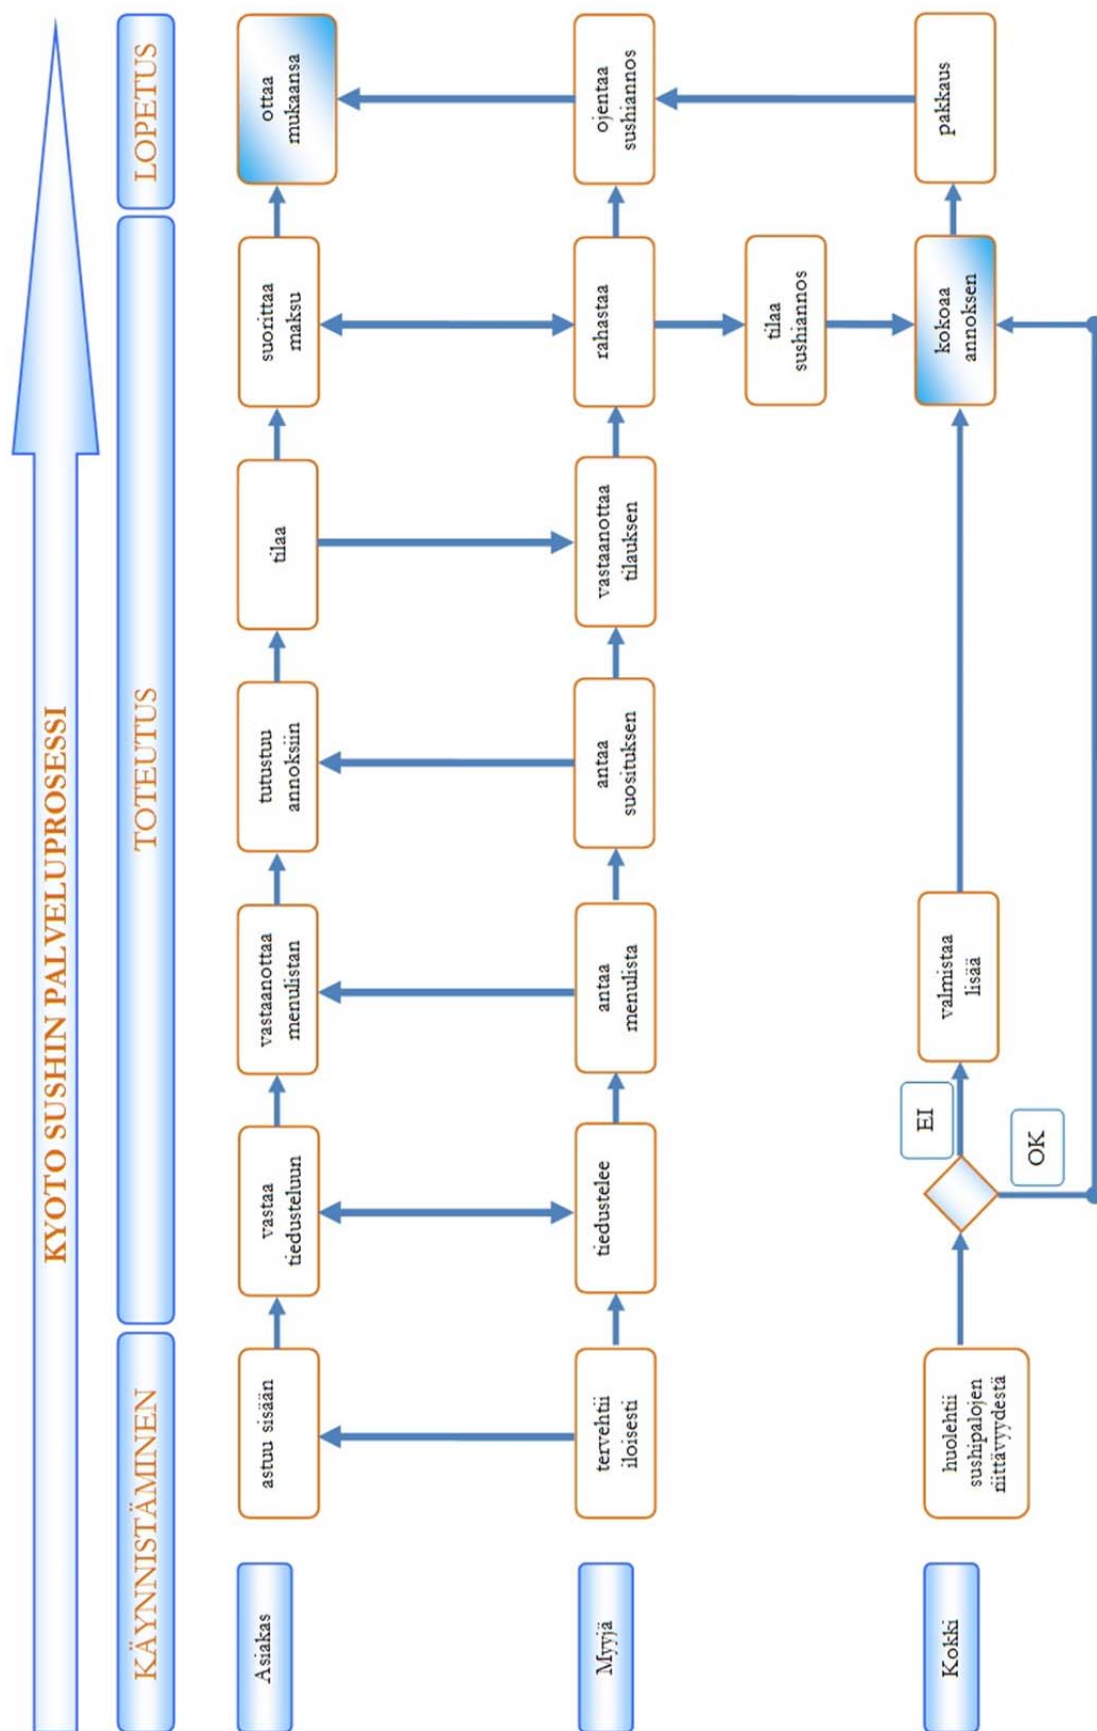 KYOTO SUSHIN PALVELUPROSESSI
KÄYNNISTÄMINEN
TOTEUTUS
LOPETUS
Asiakas
astuu sisään
vastaa
tiedusteluun
vastaanottaa
menulistan
tutustuu
annoksiin
tilaa
suorittaa
maksu
ottaa
mukaansa
Myyjä
tervehtii
iloisesti
tiedustelee
antaa
menulista
antaa
suosituksen
vastaanottaa
tilauksen
rahastaa
ojentaa
sushiannos
tilaa
sushiannos
Kokki
huolehtii
sushipalojen
riittävyydestä
EI
OK
valmistaa
lisää
kokoaa
annoksen
pakkaus